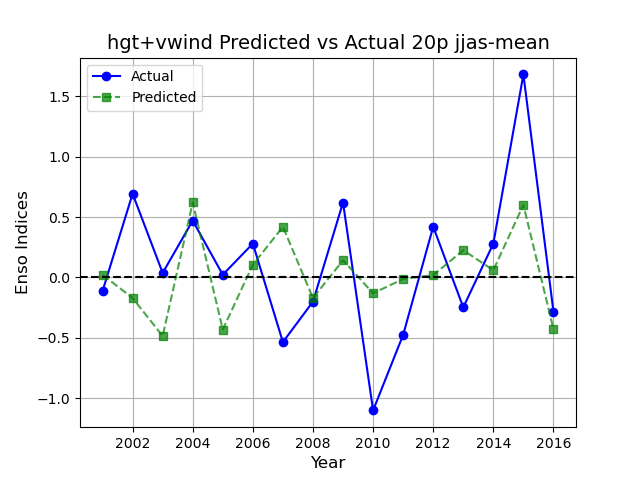 hgt+vwind Predicted vs Actual 20p jjas-mean
Actual
Predicted
Enso Indices
1.5
1.0
0.5
0.0
−0.5
−1.0
2002 2004 2006 2008 2010 2012 2014 2016
Year